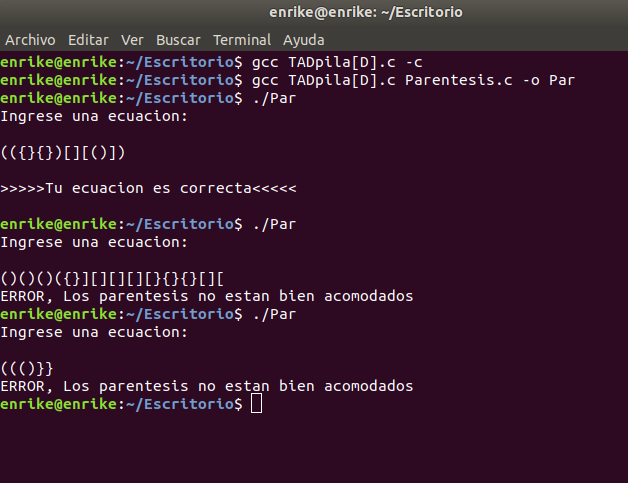 enrike@enrike: ~/Escritorio
Archivo Editar Ver Buscar Terminal Ayuda
enrike@enrike:~/Escritorio$ gcc TADpila[D].c -c
enrike@enrike:~/Escritorio$ gcc TADpila[D].c Parentesis.c -o Par
enrike@enrike:~/Escritorio$ ./Par
Ingrese una ecuacion:
(({}{})[][()])
>>>>>Tu ecuacion es correcta<<<<<
enrike@enrike:~/Escritorio$ ./Par
Ingrese una ecuacion:
()()()({}][][][][}{}{}[][
ERROR, Los parentesis no estan bien acomodados
enrike@enrike:~/Escritorio$ ./Par
Ingrese una ecuacion:
((()}}
ERROR, Los parentesis no estan bien acomodados
enrike@enrike:~/Escritorio$